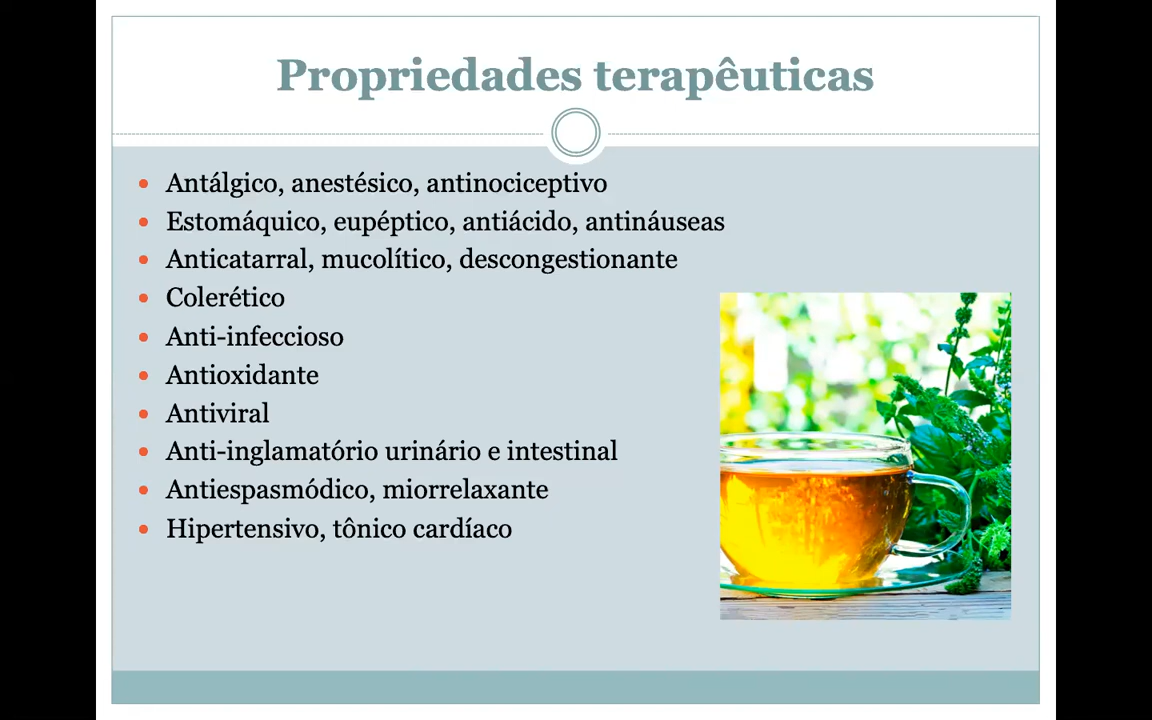 Propriedades terapêuticas
Antálgico, anestésico, antinociceptivo
Estomáquico, eupéptico, antiácido, antináuseas
Anticatarral, mucolítico, descongestionante
Colerético
Anti-infeccioso
Antioxidante
Antiviral
Anti-inglamatório urinário e intestinal
Antiespasmódico, miorrelaxante
Hipertensivo, tônico cardíaco